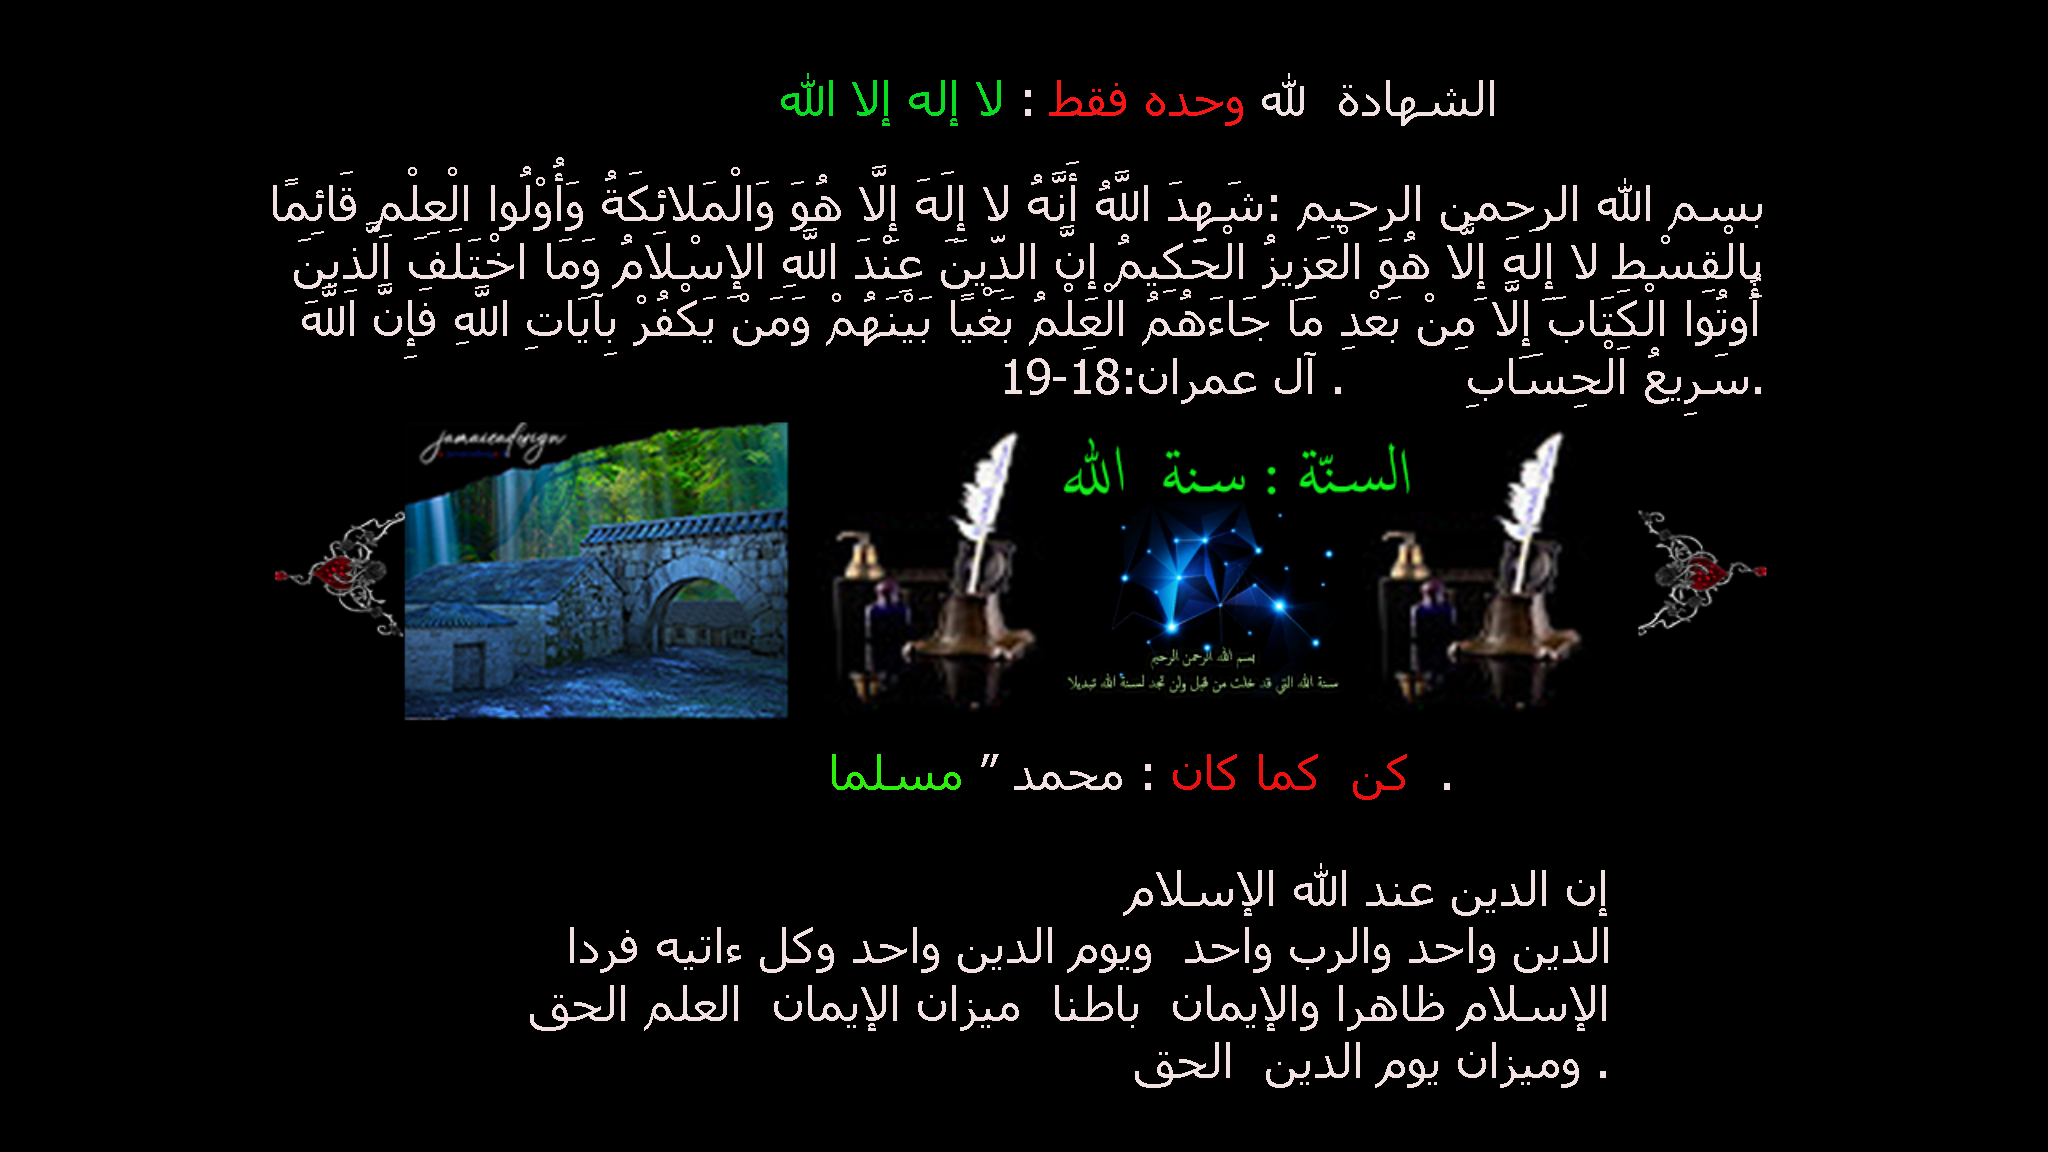 الشهادة لله وحده فقط : لا إله إلا الله
بسم الله الرحمن الرحيم :شَهِدَ اللَّهُ أَنَّهُ لا إِلَهَ إِلَّا هُوَ وَالْمَلائِكَةُ وَأُوْلُوا الْعِلْمِ قَائِمًا
بِالْقِسْطِ لا إِلَهَ إِلَّا هُوَ الْعَزِيزُ الْحَكِيمُ إِنَّ الدِّينَ عِنْدَ اللَّهِ الإِسْلَامُ وَمَا اخْتَلَفَ الَّذِينَ
أُوتُوا الْكِتَابَ إِلَّا مِنْ بَعْدِ مَا جَاءَهُمُ الْعِلْمُ بَغْيًا بَيْنَهُمْ وَمَنْ يَكْفُرْ بِآيَاتِ اللَّهِ فَإِنَّ اللَّهَ
.سَرِيعُ الْحِسَابِ . آل عمران:18-19
jamaicadesign
السنّة : سنة الله
بسم الله الرحمن الرحيم
سنة الله التي قد خلت من قبل ولن تجد لسنة الله تبديلا
. كن كما كان : محمد ” مسلما
إن الدين عند الله الإسلام
الدين واحد والرب واحد ويوم الدين واحد وكل ءاتيه فردا
الإسلام ظاهرا والإيمان باطنا ميزان الإيمان العلم الحق
. وميزان يوم الدين الحق